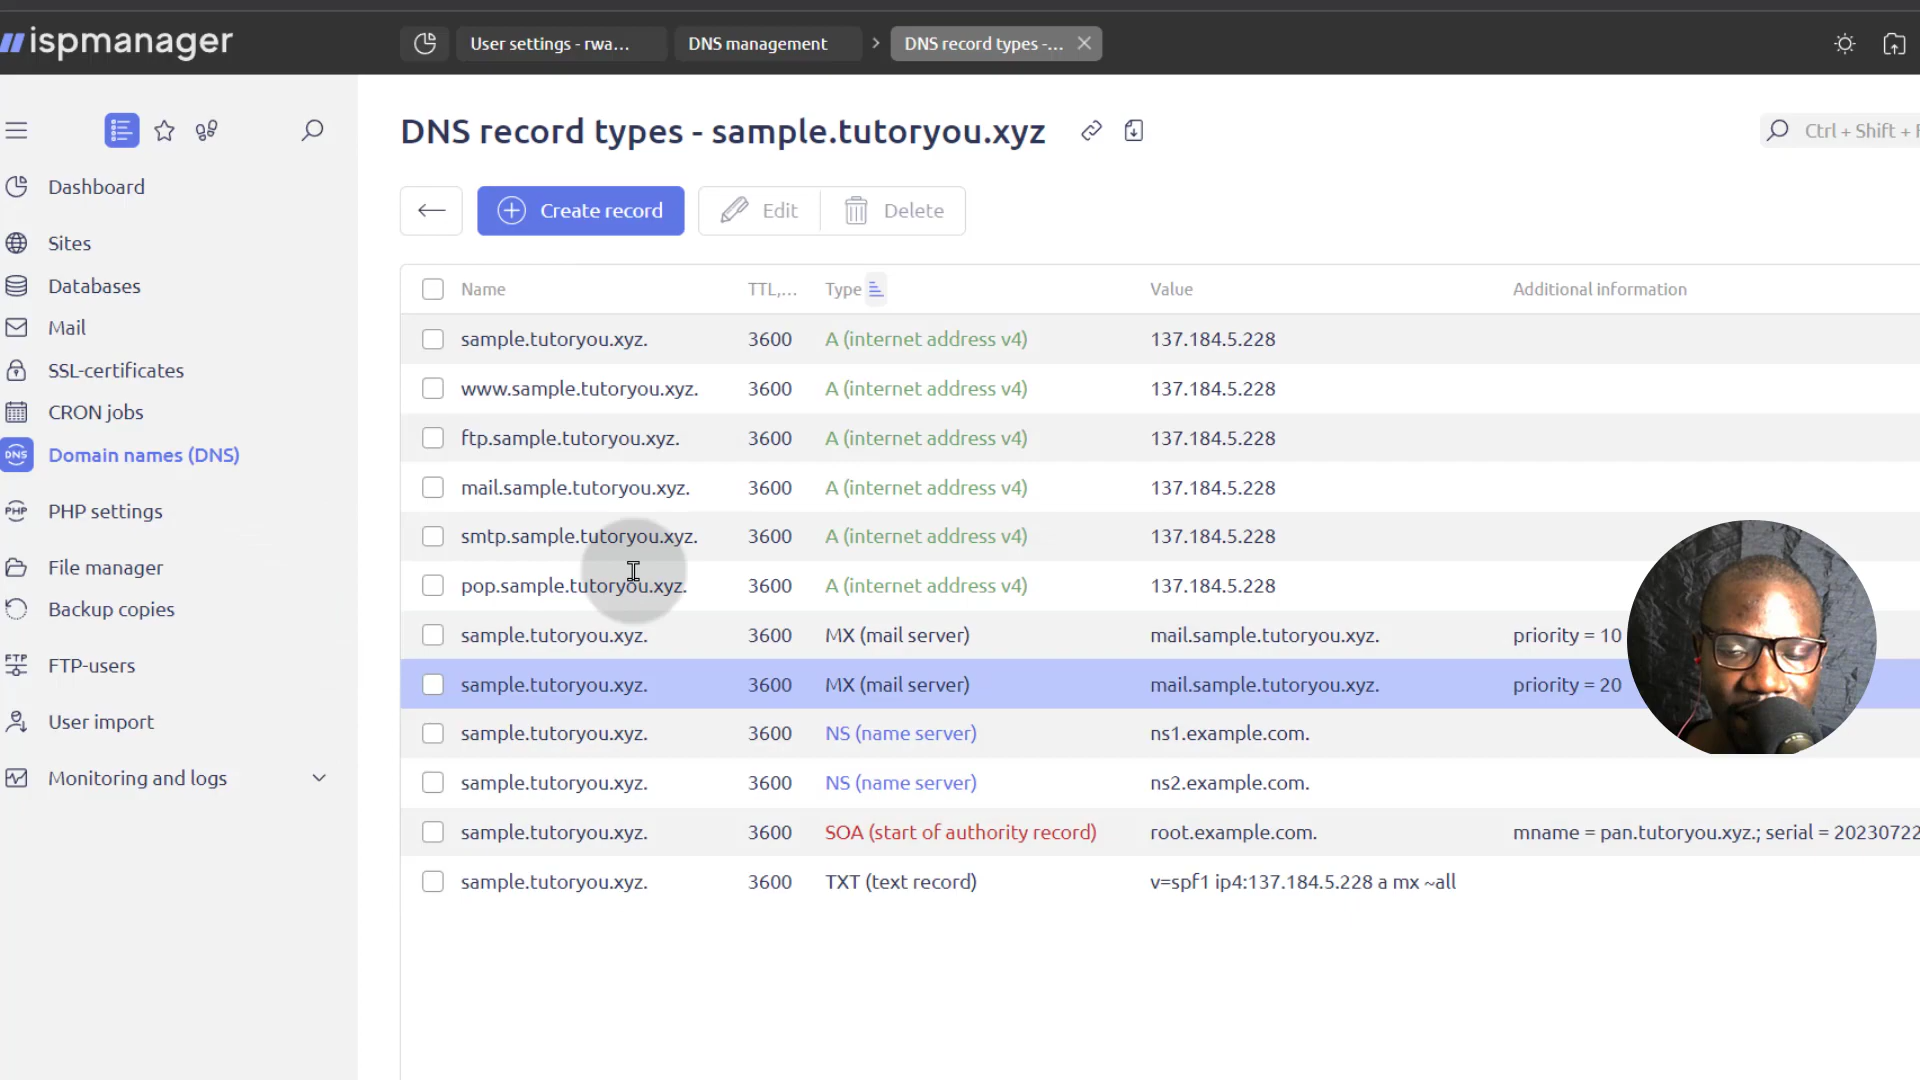 ispmanager
User settings - rwa...
DNS management
DNS record types -...
DNS record types - sample.tutoryou.xyz
Ctrl + Shift + F
Dashboard
Sites
Databases
Mail
SSL-certificates
CRON jobs
DNS
Domain names (DNS)
PHP
PHP settings
File manager
Backup copies
FTP
FTP-users
User import
Monitoring and logs
Create record
Edit
Delete
Name TTL,... Type Value Additional information
sample.tutoryou.xyz. 3600 A (internet address v4) 137.184.5.228
www.sample.tutoryou.xyz. 3600 A (internet address v4) 137.184.5.228
ftp.sample.tutoryou.xyz. 3600 A (internet address v4) 137.184.5.228
mail.sample.tutoryou.xyz. 3600 A (internet address v4) 137.184.5.228
smtp.sample.tutoryou.xyz. 3600 A (internet address v4) 137.184.5.228
pop.sample.tutoryou.xyz. 3600 A (internet address v4) 137.184.5.228
sample.tutoryou.xyz. 3600 MX (mail server) mail.sample.tutoryou.xyz. priority = 10
sample.tutoryou.xyz. 3600 MX (mail server) mail.sample.tutoryou.xyz. priority = 20
sample.tutoryou.xyz. 3600 NS (name server) ns1.example.com.
sample.tutoryou.xyz. 3600 NS (name server) ns2.example.com.
sample.tutoryou.xyz. 3600 SOA (start of authority record) root.example.com. mname = pan.tutoryou.xyz.; serial = 20230722
sample.tutoryou.xyz. 3600 TXT (text record) v=spf1 ip4:137.184.5.228 a mx ~all